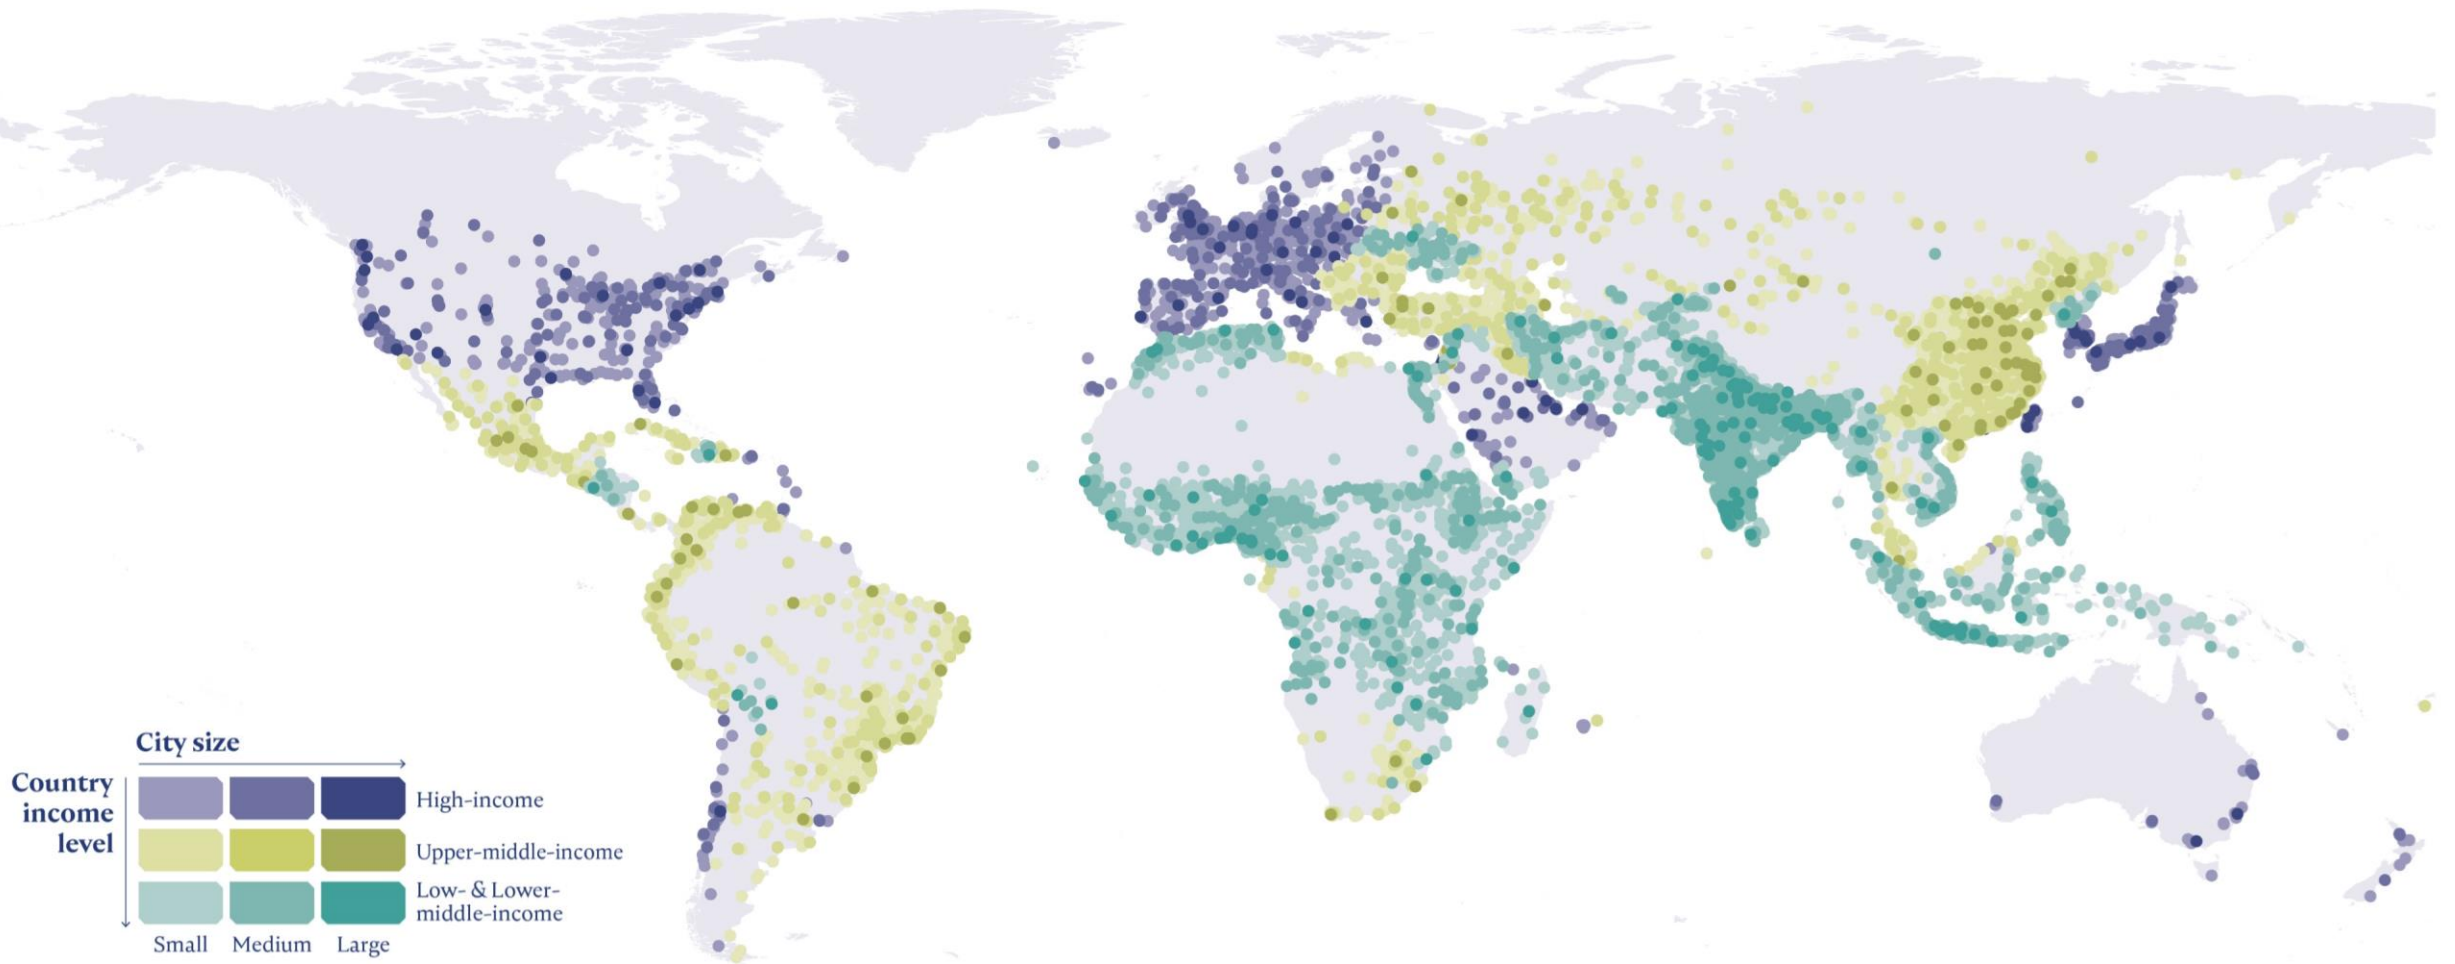 City size
Country
income
level
High-income
Upper-middle-income
Low- & Lower-
middle-income
Small Medium Large